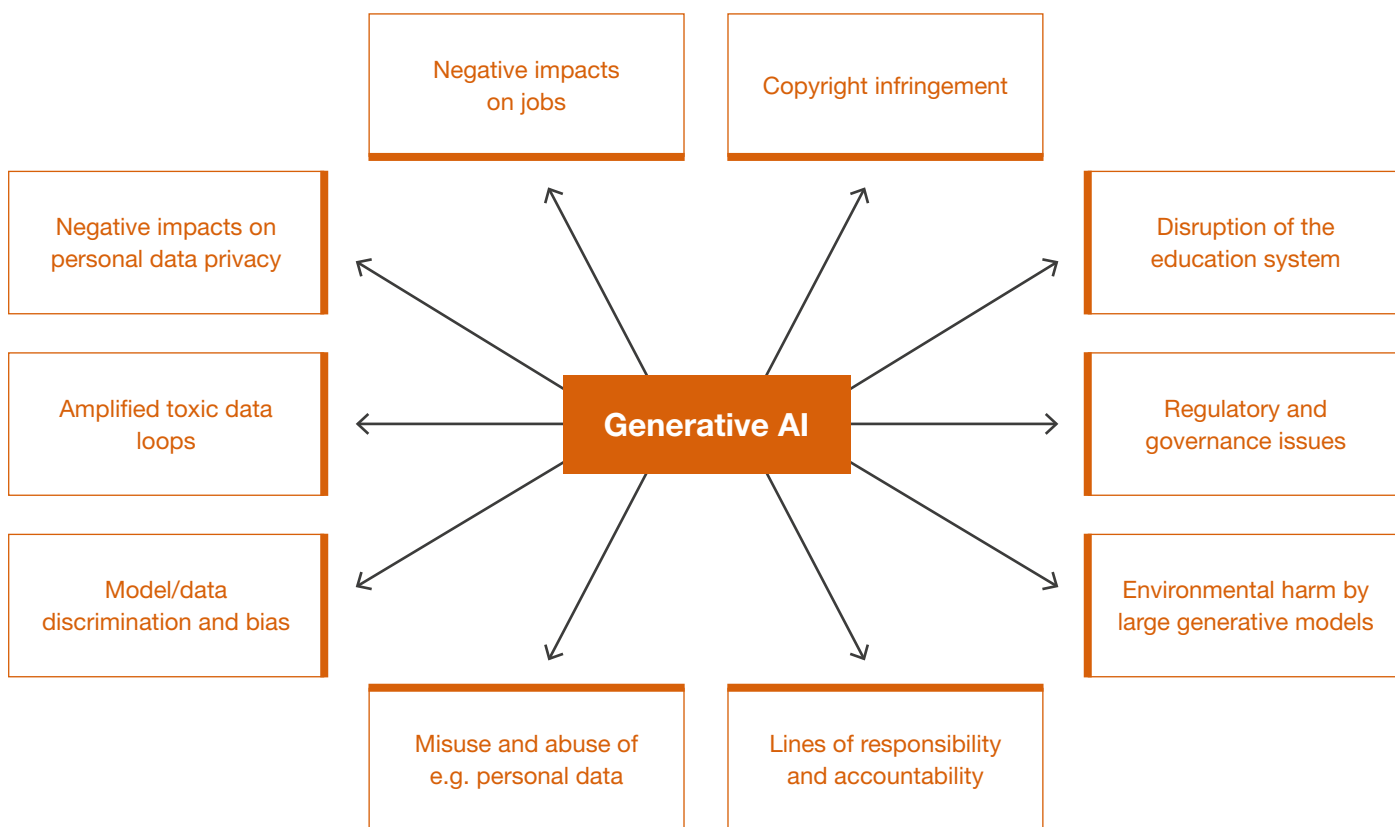 Negative impacts
on jobs
Copyright infringement
Negative impacts on
personal data privacy
Disruption of the
education system
Amplified toxic data
loops
Generative AI
Regulatory and
governance issues
Model/data
discrimination and bias
Environmental harm by
large generative models
Misuse and abuse of
e.g. personal data
Lines of responsibility
and accountability